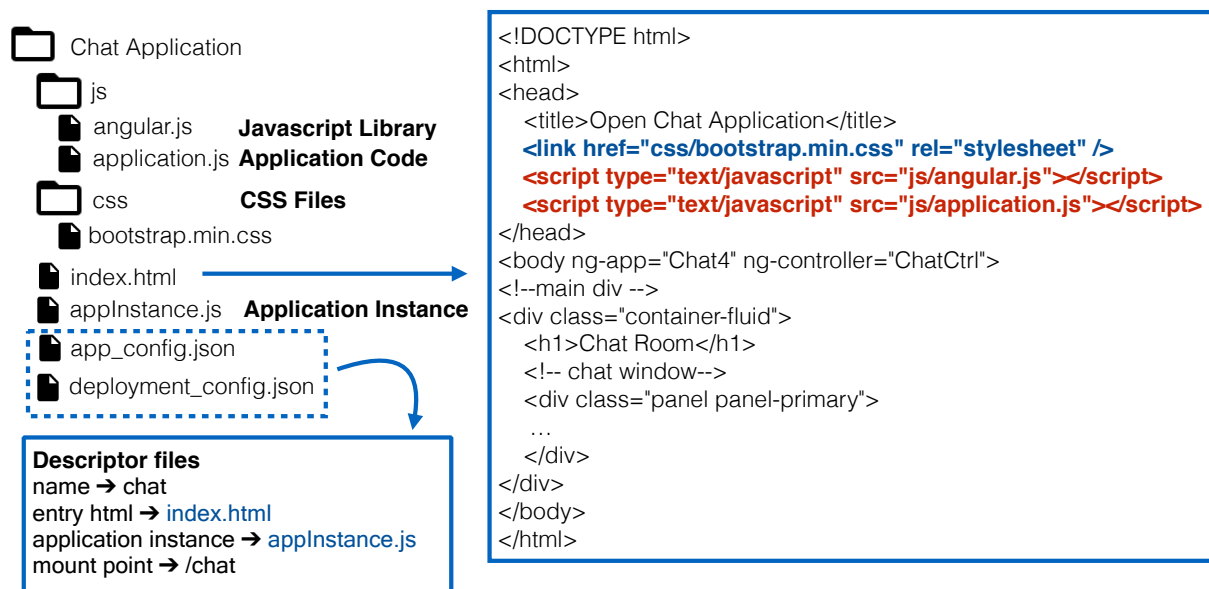 Chat Application
js
angular.js Javascript Library
application.js Application Code
css CSS Files
bootstrap.min.css
index.html
appInstance.js Application Instance
app_config.json
deployment_config.json
Descriptor files
name ➔ chat
entry html ➔ index.html
application instance ➔ appInstance.js
mount point ➔ /chat
<!DOCTYPE html>
<html>
<head>
<title>Open Chat Application</title>
<link href="css/bootstrap.min.css" rel="stylesheet" />
<script type="text/javascript" src="js/angular.js"></script>
<script type="text/javascript" src="js/application.js"></script>
</head>
<body ng-app="Chat4" ng-controller="ChatCtrl">
<!--main div -->
<div class="container-fluid">
<h1>Chat Room</h1>
<!-- chat window-->
<div class="panel panel-primary">
…
</div>
</div>
</body>
</html>